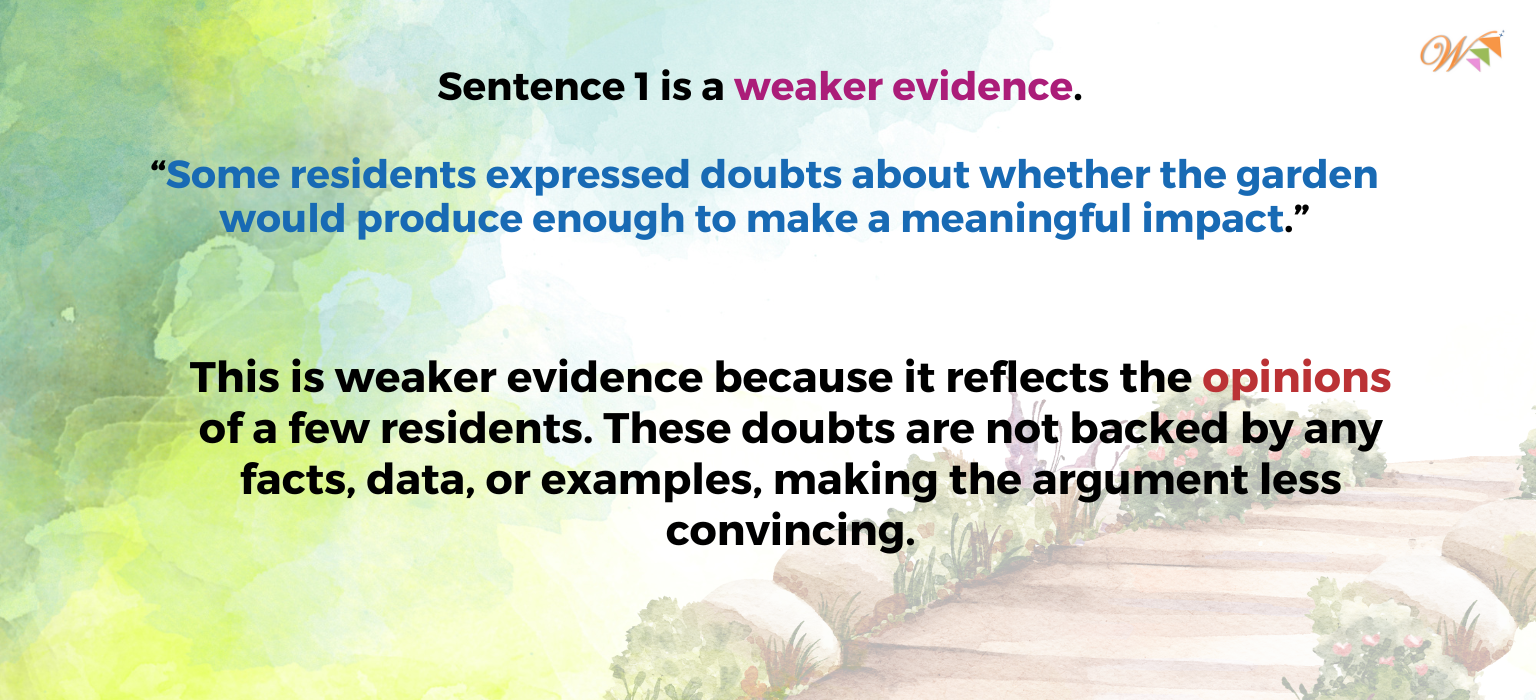 W
Sentence 1 is a weaker evidence.
“Some residents expressed doubts about whether the garden
would produce enough to make a meaningful impact.”
This is weaker evidence because it reflects the opinions
of a few residents. These doubts are not backed by any
facts, data, or examples, making the argument less
convincing.